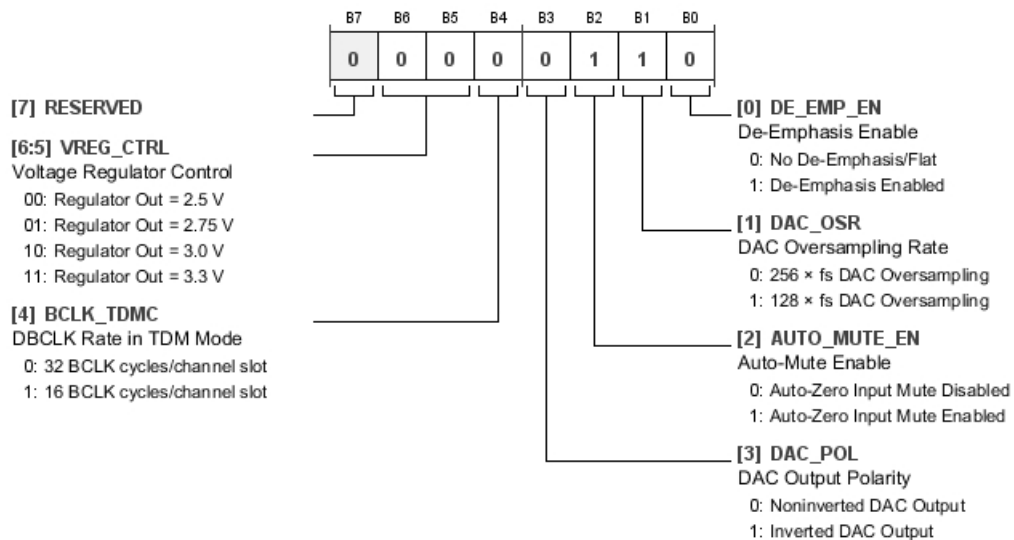 B7 B6 B5 B4 B3 B2 B1 B0
0 0 0 0 0 1 1 0
[7] RESERVED
[6:5] VREG_CTRL
Voltage Regulator Control
00: Regulator Out = 2.5 V
01: Regulator Out = 2.75 V
10: Regulator Out = 3.0 V
11: Regulator Out = 3.3 V
[4] BCLK_TDMC
DBCLK Rate in TDM Mode
0: 32 BCLK cycles/channel slot
1: 16 BCLK cycles/channel slot
[0] DE_EMP_EN
De-Emphasis Enable
0: No De-Emphasis/Flat
1: De-Emphasis Enabled
[1] DAC_OSR
DAC Oversampling Rate
0: 256 × fs DAC Oversampling
1: 128 × fs DAC Oversampling
[2] AUTO_MUTE_EN
Auto-Mute Enable
0: Auto-Zero Input Mute Disabled
1: Auto-Zero Input Mute Enabled
[3] DAC_POL
DAC Output Polarity
0: Noninverted DAC Output
1: Inverted DAC Output